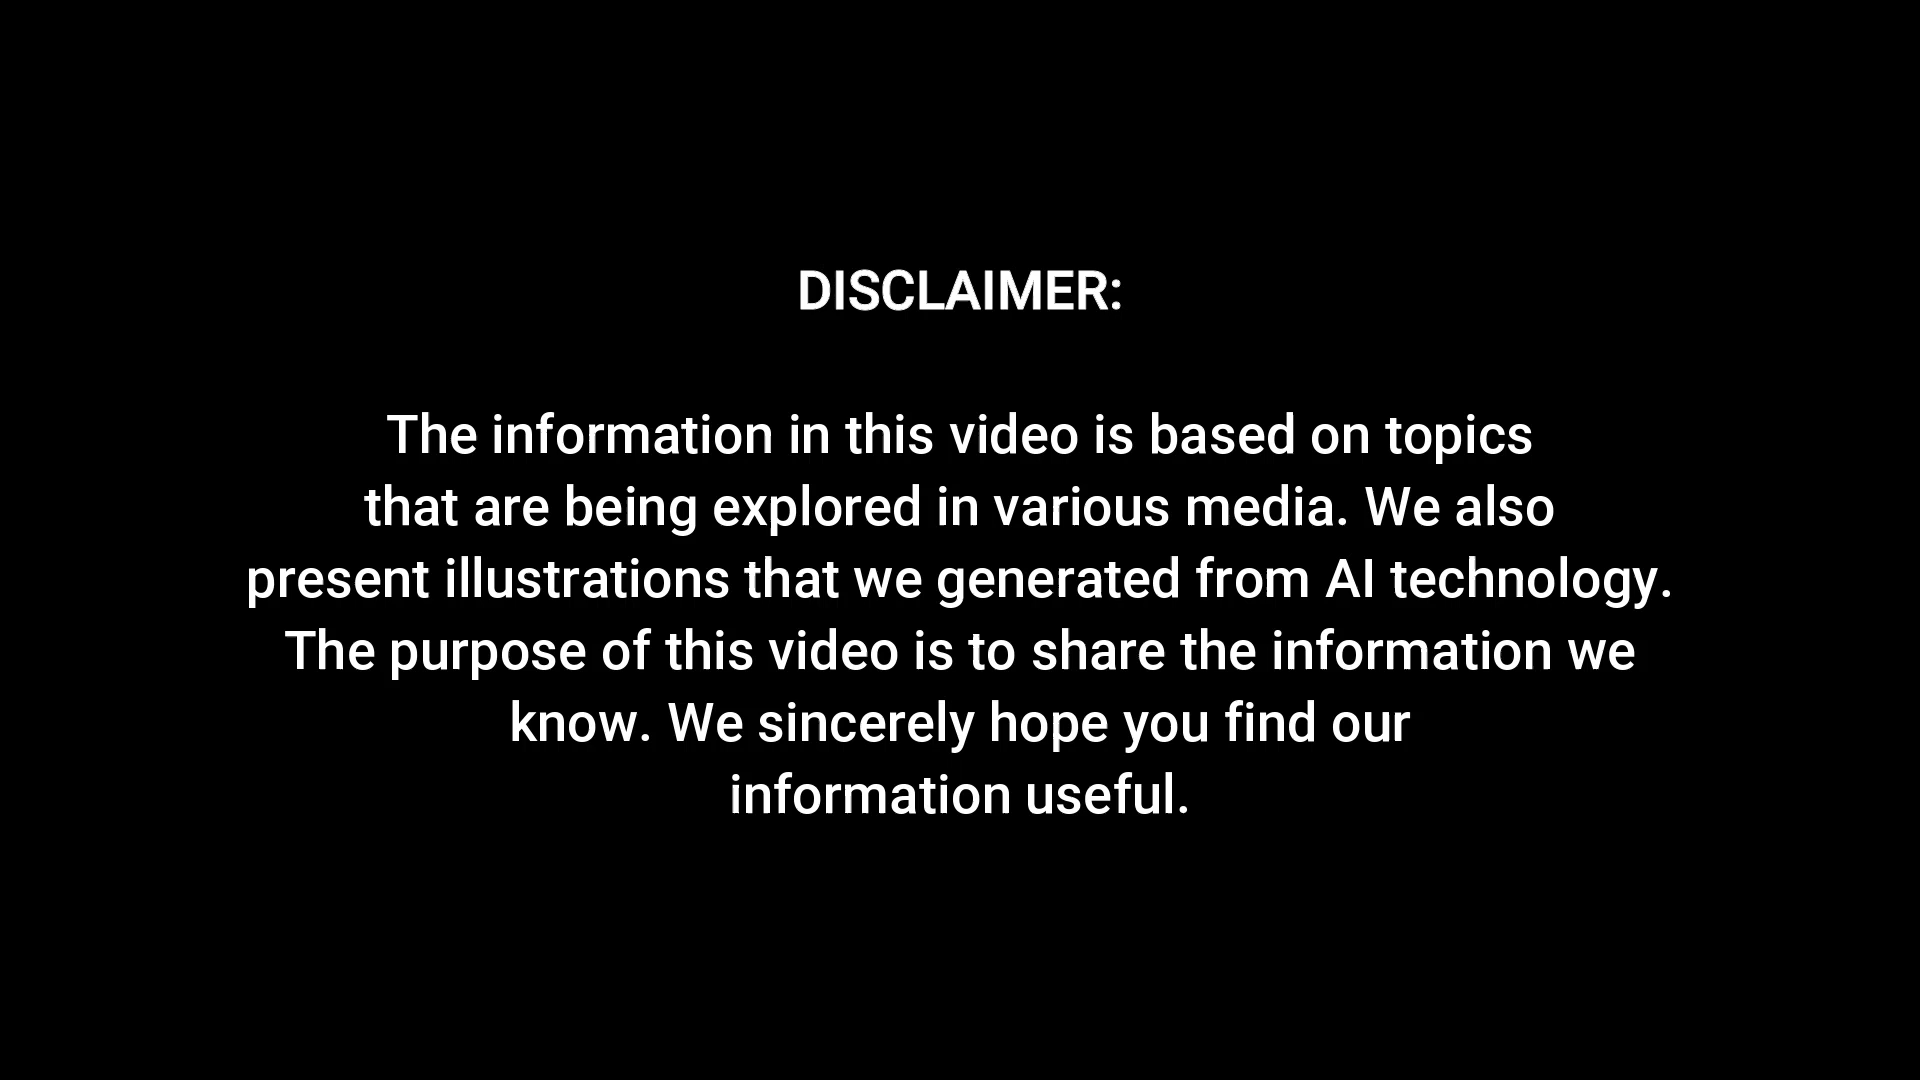 DISCLAIMER:
The information in this video is based on topics
that are being explored in various media. We also
present illustrations that we generated from AI technology.
The purpose of this video is to share the information we
know. We sincerely hope you find our
information useful.